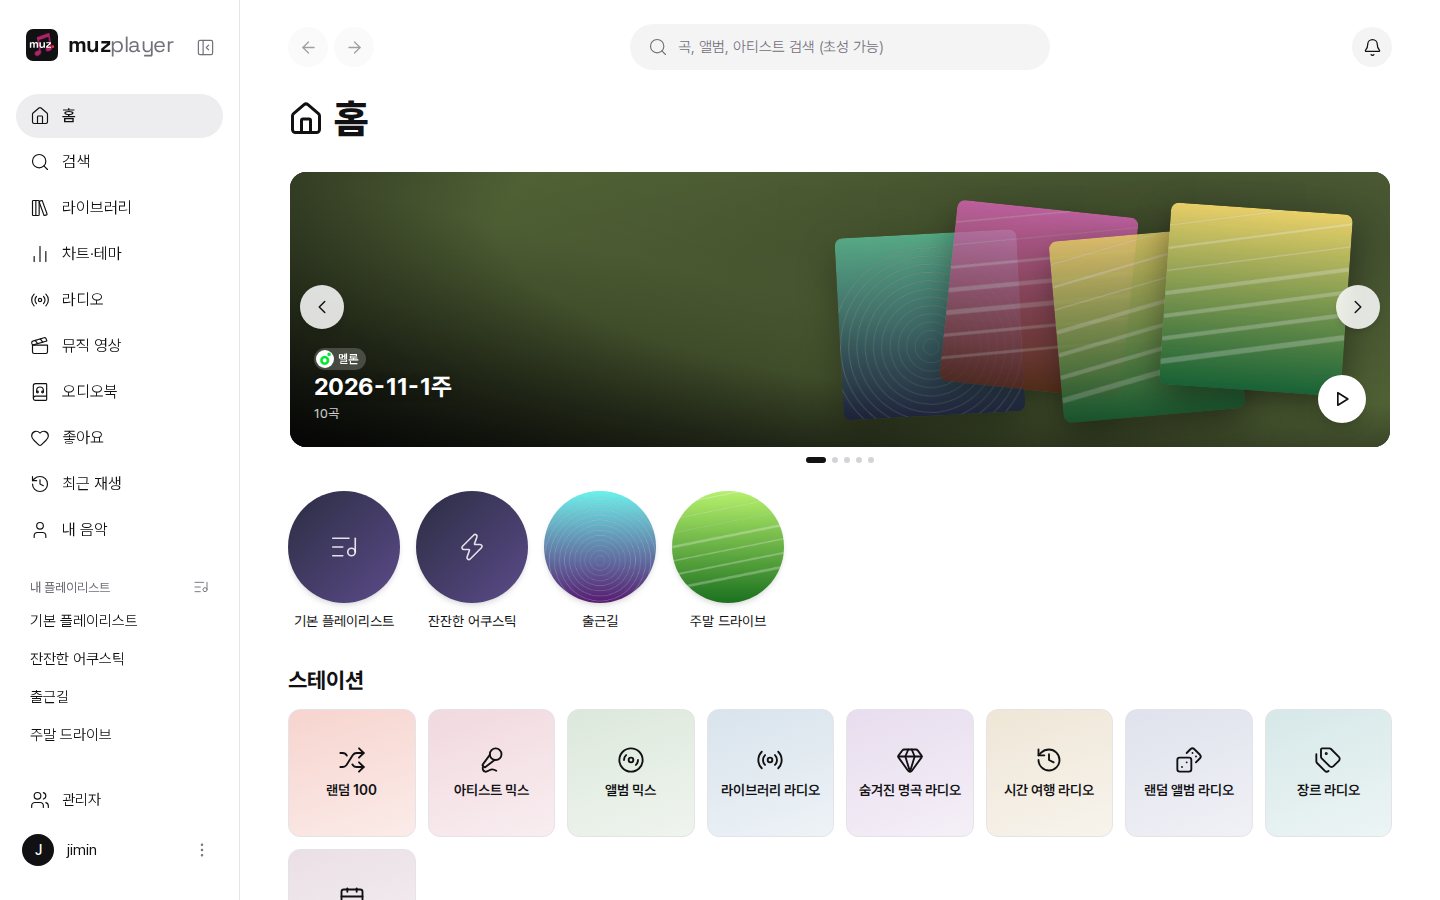 muz.
muzplayer
곡, 앨범, 아티스트 검색 (초성 가능)
홈
검색
라이브러리
차트·테마
라디오
뮤직 영상
오디오북
좋아요
최근 재생
내 음악
내 플레이리스트
기본 플레이리스트
잔잔한 어쿠스틱
출근길
주말 드라이브
관리자
J
jimin
홈
멜론
2026-11-1주
10곡
기본 플레이리스트
잔잔한 어쿠스틱
출근길
주말 드라이브
스테이션
랜덤 100
아티스트 믹스
앨범 믹스
라이브러리 라디오
숨겨진 명곡 라디오
시간 여행 라디오
랜덤 앨범 라디오
장르 라디오